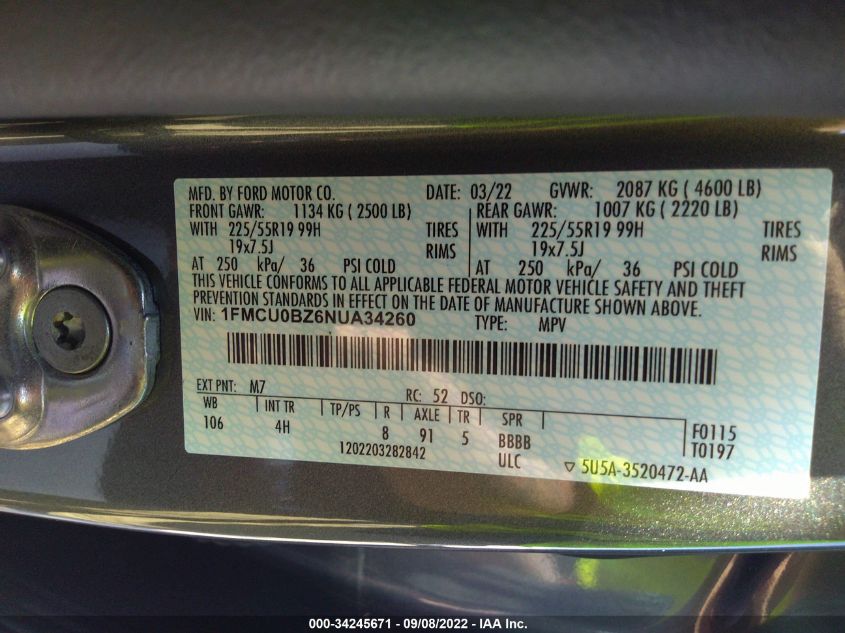 MFD. BY FORD MOTOR CO. DATE: 03/22 GVWR: 2087 KG ( 4600 LB)
FRONT GAWR: 1134 KG ( 2500 LB) REAR GAWR: 1007 KG ( 2220 LB)
WITH 225/55R19 99H TIRES WITH 225/55R19 99H TIRES
19x7.5J RIMS 19x7.5J RIMS
AT 250 kPa/ 36 PSI COLD AT 250 kPa/ 36 PSI COLD
THIS VEHICLE CONFORMS TO ALL APPLICABLE FEDERAL MOTOR VEHICLE SAFETY AND THEFT
PREVENTION STANDARDS IN EFFECT ON THE DATE OF MANUFACTURE SHOWN ABOVE.
VIN: 1FMCU0BZ6NUA34260 TYPE: MPV
EXT PNT: M7 RC: 52 DSO:
WB INT TR TP/PS R AXLE TR SPR
106 4H 8 91 5 BBBB F0115
1202203282842 ULC T0197
▽ 5U5A-3520472-AA
000-34245671 - 09/08/2022 - IAA Inc.